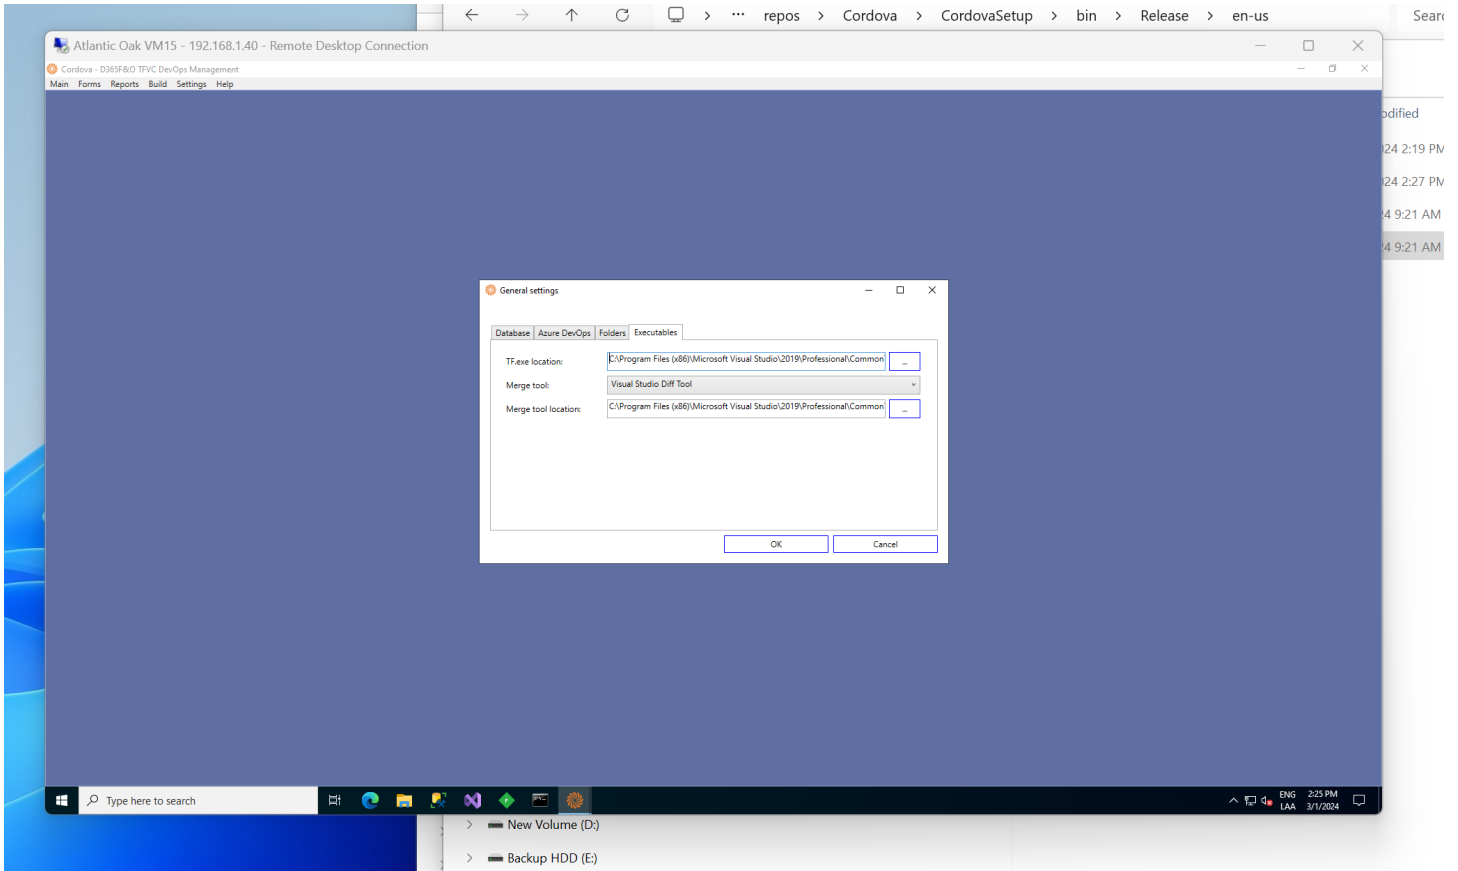 repos > Cordova > CordovaSetup > bin > Release > en-us
Atlantic Oak VM15 - 192.168.1.40 - Remote Desktop Connection
Cordova - D365F&O TFVC DevOps Management
Main Forms Reports Build Settings Help
odified
024 2:19 PM
024 2:27 PM
4 9:21 AM
4 9:21 AM
General settings
Database Azure DevOps Folders Executables
TF.exe location: C:\Program Files (x86)\Microsoft Visual Studio\2019\Professional\Common ...
Merge tool: Visual Studio Diff Tool
Merge tool location: C:\Program Files (x86)\Microsoft Visual Studio\2019\Professional\Common ...
OK Cancel
Type here to search
ENG 2:25 PM
LAA 3/1/2024
New Volume (D:)
Backup HDD (E:)